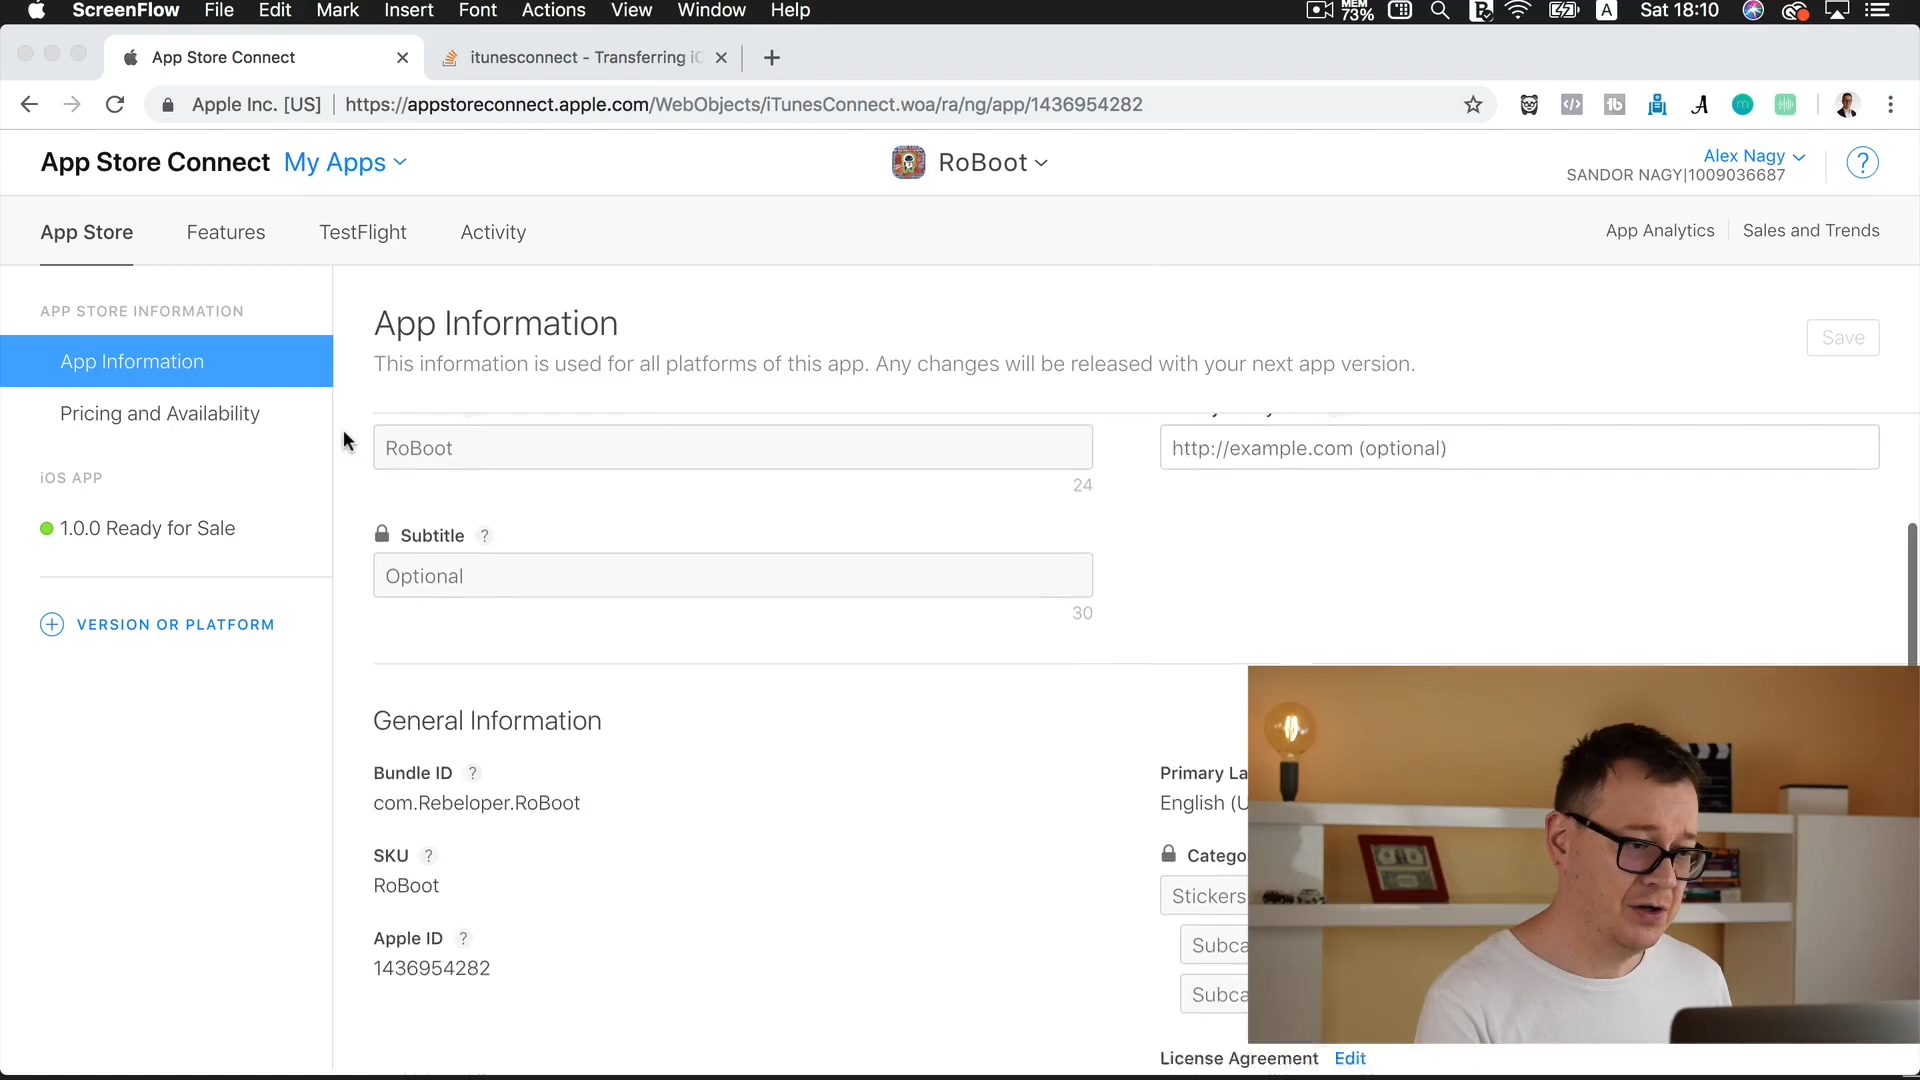 ScreenFlow File Edit Mark Insert Font Actions View Window Help MEM 73% A Sat 18:10
App Store Connect itunesconnect - Transferring iC
Apple Inc. [US] https://appstoreconnect.apple.com/WebObjects/iTunesConnect.woa/ra/ng/app/1436954282
App Store Connect My Apps RoBoot Alex Nagy
SANDOR NAGY|1009036687 ?
App Store Features TestFlight Activity App Analytics Sales and Trends
APP STORE INFORMATION
App Information
Pricing and Availability
iOS APP
1.0.0 Ready for Sale
VERSION OR PLATFORM
App Information
This information is used for all platforms of this app. Any changes will be released with your next app version.
Save
RoBoot http://example.com (optional)
24
Subtitle ?
Optional
30
General Information
Bundle ID ? Primary La
com.Rebeloper.RoBoot English (U
SKU ? Catego
RoBoot Stickers
Apple ID ? Subca
1436954282 Subca
License Agreement Edit